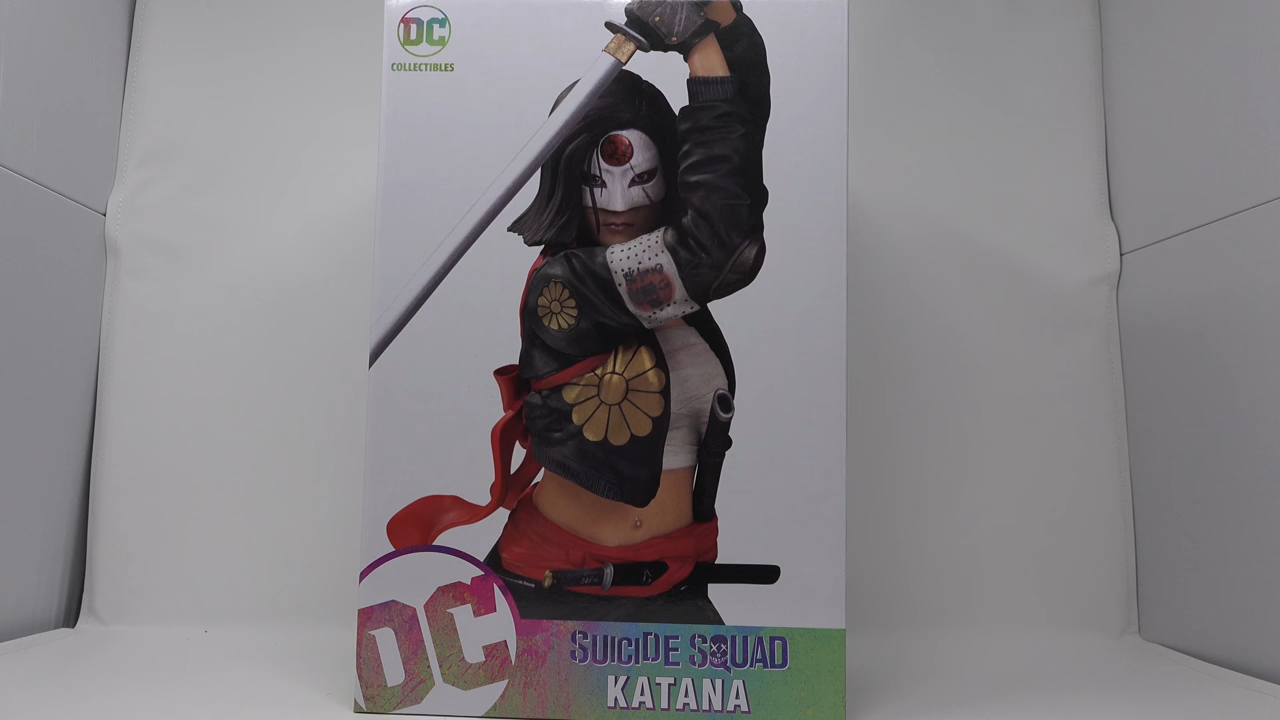 DC
COLLECTIBLES
DC
SUICIDE SQUAD
KATANA